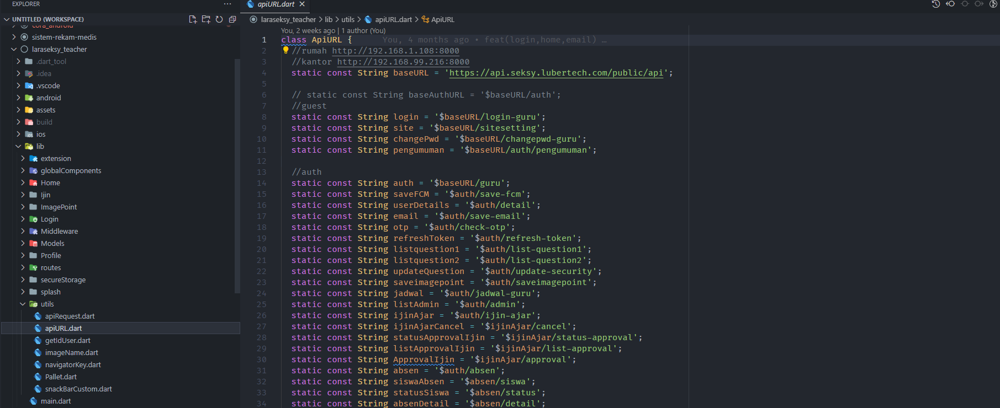 EXPLORER
UNTITLED (WORKSPACE)
cora_android
sistem-rekam-medis
laraseksy_teacher
.dart_tool
.idea
.vscode
android
assets
build
ios
lib
extension
globalComponents
Home
Ijin
ImagePoint
Login
Middleware
Models
Profile
routes
secureStorage
splash
utils
apiRequest.dart
apiURL.dart
getIdUser.dart
imageName.dart
navigatorKey.dart
Pallet.dart
snackBarCustom.dart
main.dart
apiURL.dart
laraseksy_teacher > lib > utils > apiURL.dart > ApiURL
You, 2 weeks ago | 1 author (You)
1 class ApiURL { You, 4 months ago • feat(login,home,email) …
2 //rumah http://192.168.1.108:8000
3 //kantor http://192.168.99.216:8000
4 static const String baseURL = 'https://api.seksy.lubertech.com/public/api';
5
6 // static const String baseAuthURL = '$baseURL/auth';
7 //guest
8 static const String login = '$baseURL/login-guru';
9 static const String site = '$baseURL/sitesetting';
10 static const String changePwd = '$baseURL/changepwd-guru';
11 static const String pengumuman = '$baseURL/auth/pengumuman';
12
13 //auth
14 static const String auth = '$baseURL/guru';
15 static const String saveFCM = '$auth/save-fcm';
16 static const String userDetails = '$auth/detail';
17 static const String email = '$auth/save-email';
18 static const String otp = '$auth/check-otp';
19 static const String refreshToken = '$auth/refresh-token';
20 static const String listquestion1 = '$auth/list-question1';
21 static const String listquestion2 = '$auth/list-question2';
22 static const String updateQuestion = '$auth/update-security';
23 static const String saveimagepoint = '$auth/saveimagepoint';
24 static const String jadwal = '$auth/jadwal-guru';
25 static const String listAdmin = '$auth/admin';
26 static const String ijinAjar = '$auth/ijin-ajar';
27 static const String ijinAjarCancel = '$ijinAjar/cancel';
28 static const String statusApprovalIjin = '$ijinAjar/status-approval';
29 static const String listApprovalIjin = '$ijinAjar/list-approval';
30 static const String ApprovalIjin = '$ijinAjar/approval';
31 static const String absen = '$auth/absen';
32 static const String siswaAbsen = '$absen/siswa';
33 static const String statusSiswa = '$absen/status';
34 static const String absenDetail = '$absen/detail';